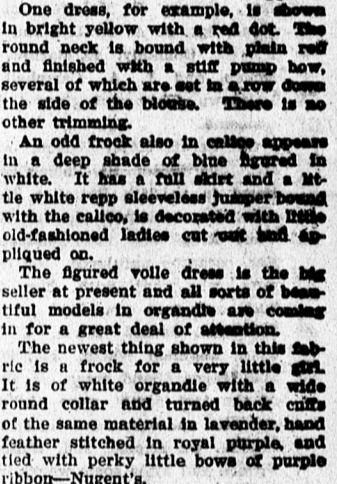 One dress, for example, is shown
in bright yellow with a red dot. The
round neck is bound with plain red
and finished with a stiff pump bow,
several of which are set in a row down
the side of the blouse. There is no
other trimming.
An odd frock also in calico appears
in a deep shade of blue figured in
white. It has a full skirt and a lit-
tle white repp sleeveless jumper bound
with the calico, is decorated with little
old-fashioned ladies cut out and ap-
pliqued on.
The figured voile dress is the big
seller at present and all sorts of beau-
tiful models in organdie are coming
in for a great deal of attention.
The newest thing shown in this fab-
ric is a frock for a very little girl.
It is of white organdie with a wide
round collar and turned back cuffs
of the same material in lavender, hand
feather stitched in royal purple, and
tied with perky little bows of purple
ribbon—Nugent's.